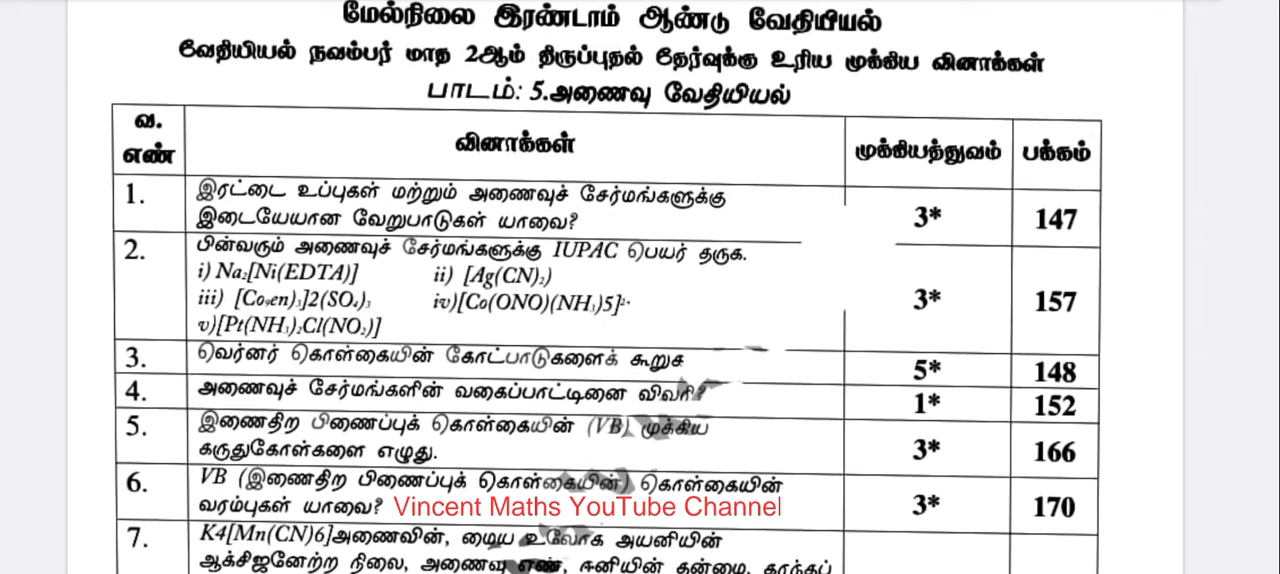 மேல்நிலை இரண்டாம் ஆண்டு வேதியியல்
வேதியியல் நவம்பர் மாத 2ஆம் திருப்புதல் தேர்வுக்கு உரிய முக்கிய வினாக்கள்
பாடம்: 5.அணைவு வேதியியல்
வ. எண் வினாக்கள் முக்கியத்துவம் பக்கம்
1. இரட்டை உப்புகள் மற்றும் அணைவுச் சேர்மங்களுக்கு
இடையேயான வேறுபாடுகள் யாவை? 3* 147
2. பின்வரும் அணைவுச் சேர்மங்களுக்கு IUPAC பெயர் தருக.
i) Na₂[Ni(EDTA)] ii) [Ag(CN)₂)
iii) [Co(en)₃]2(SO₄)₃ iv)[Co(ONO)(NH₃)5]²⁺ 3* 157
v)[Pt(NH₃)₂Cl(NO₂)]
3. வெர்னர் கொள்கையின் கோட்பாடுகளைக் கூறுக 5* 148
4. அணைவுச் சேர்மங்களின் வகைப்பாட்டினை விவரி? 1* 152
5. இணைதிற பிணைப்புக் கொள்கையின் (VB) முக்கிய
கருதுகோள்களை எழுது. 3* 166
6. VB (இணைதிற பிணைப்புக் கொள்கையின்) கொள்கையின்
வரம்புகள் யாவை? Vincent Maths YouTube Channel 3* 170
7. K4[Mn(CN)6]அணைவின், மைய உலோக அயனியின்
ஆக்சிஜனேற்ற நிலை, அணைவு எண், ஈனியின் தன்மை, காந்தப்